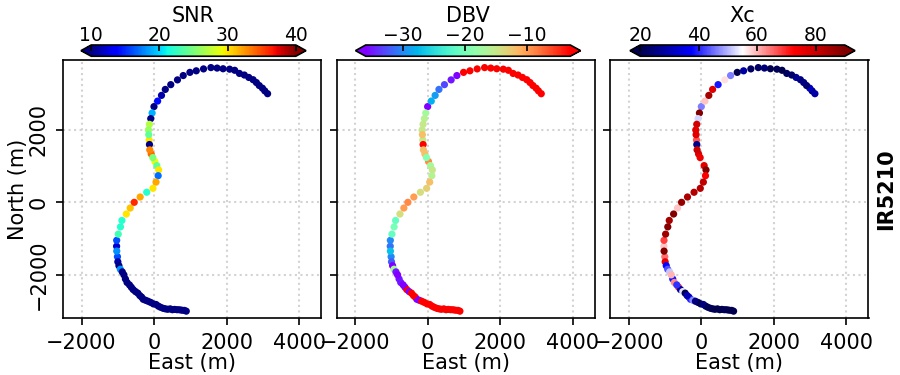 SNR DBV Xc
10 20 30 40 −30 −20 −10 20 40 60 80
North (m)
2000
0
−2000
IR5210
−2000 0 2000 4000 −2000 0 2000 4000 −2000 0 2000 4000
East (m) East (m) East (m)